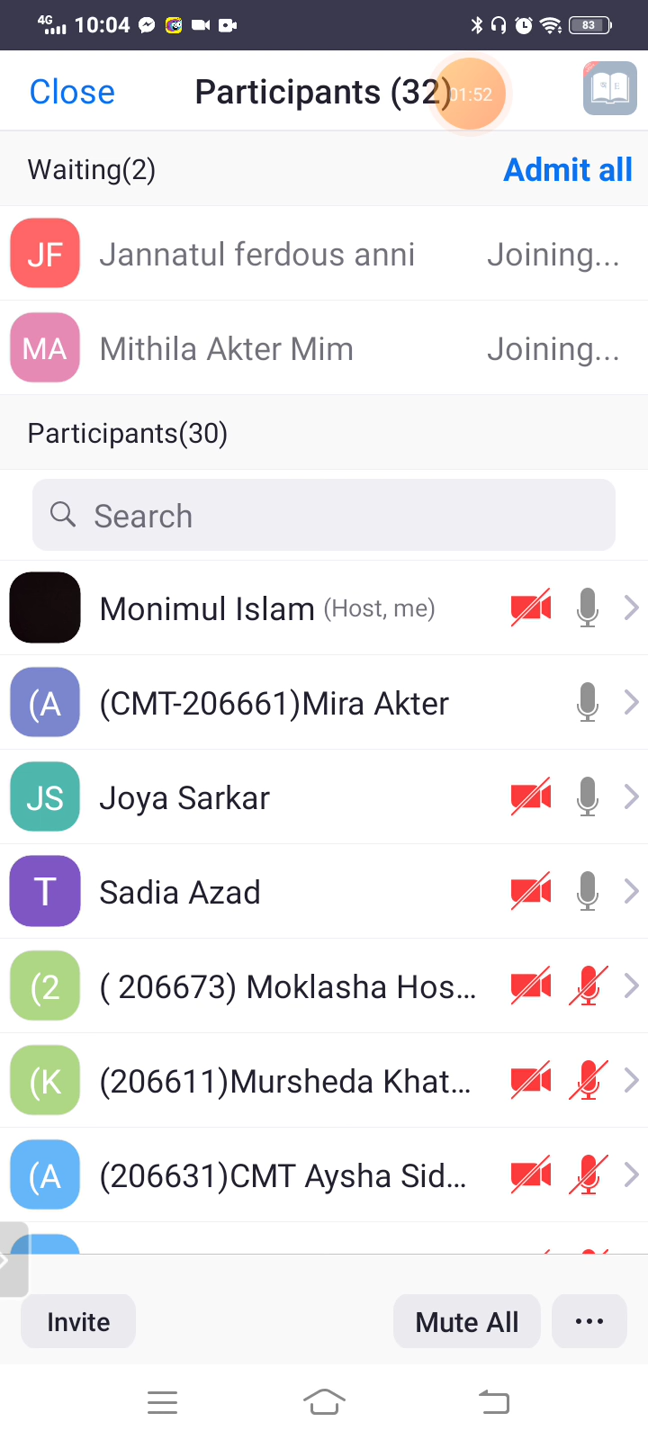 4G 10:04 83
Close Participants (32) 01:52
Waiting(2) Admit all
JF Jannatul ferdous anni Joining...
MA Mithila Akter Mim Joining...
Participants(30)
Search
Monimul Islam (Host, me)
(A (CMT-206661)Mira Akter
JS Joya Sarkar
T Sadia Azad
(2 ( 206673) Moklasha Hos...
(K (206611)Mursheda Khat...
(A (206631)CMT Aysha Sid...
Invite Mute All ...